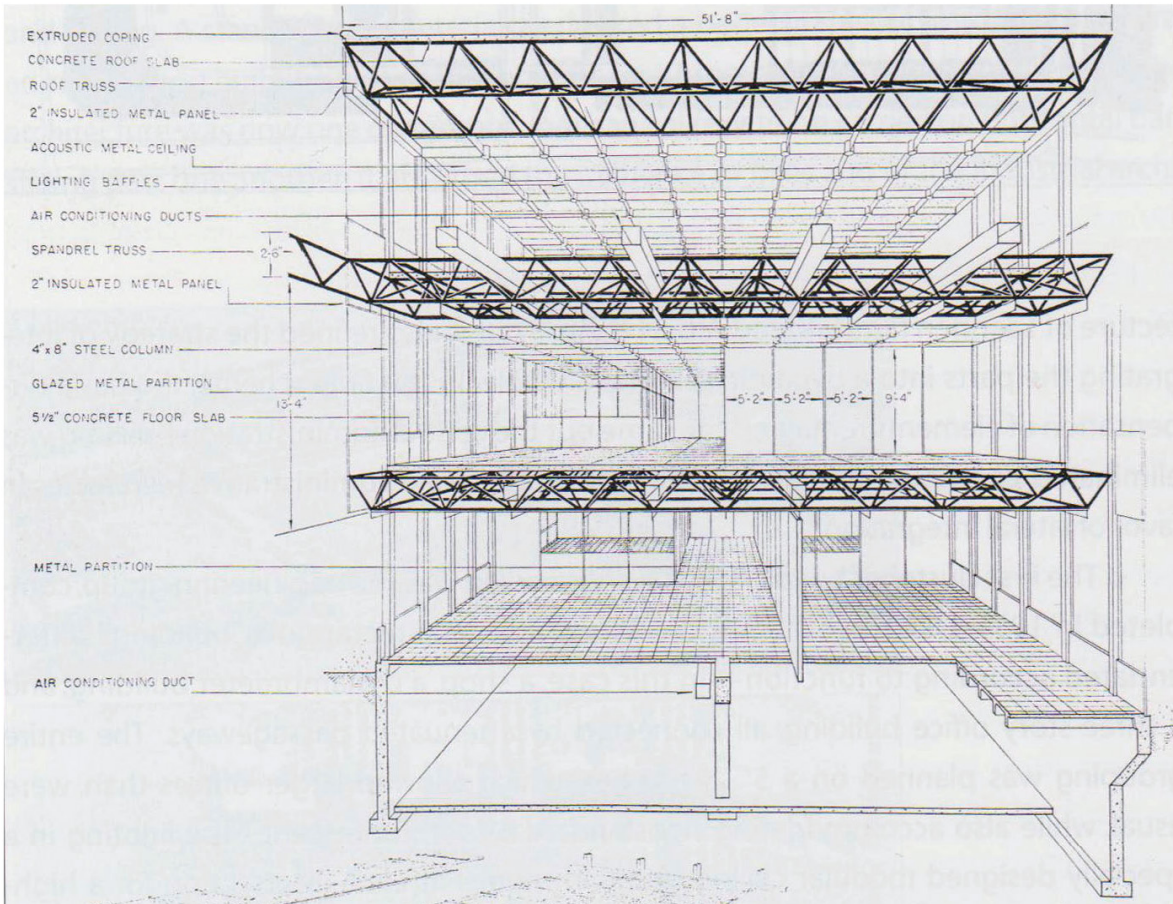 51'-8"
EXTRUDED COPING
CONCRETE ROOF SLAB
ROOF TRUSS
2" INSULATED METAL PANEL
ACOUSTIC METAL CEILING
LIGHTING BAFFLES
AIR CONDITIONING DUCTS
SPANDREL TRUSS
2'-6"
2" INSULATED METAL PANEL
4"x 8" STEEL COLUMN
GLAZED METAL PARTITION
13'-4"
5½" CONCRETE FLOOR SLAB
5'-2" 5'-2" 5'-2" 9'-4"
METAL PARTITION
AIR CONDITIONING DUCT